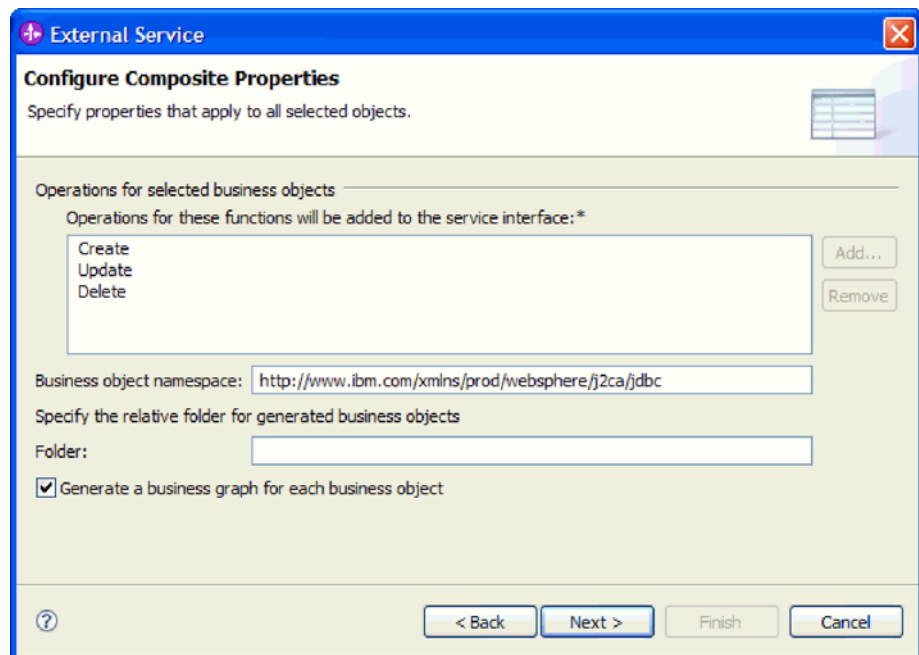 External Service
Configure Composite Properties
Specify properties that apply to all selected objects.
Operations for selected business objects
Operations for these functions will be added to the service interface:*
Create
Update
Delete
Add...
Remove
Business object namespace: http://www.ibm.com/xmlns/prod/websphere/j2ca/jdbc
Specify the relative folder for generated business objects
Folder:
Generate a business graph for each business object
?
< Back
Next >
Finish
Cancel